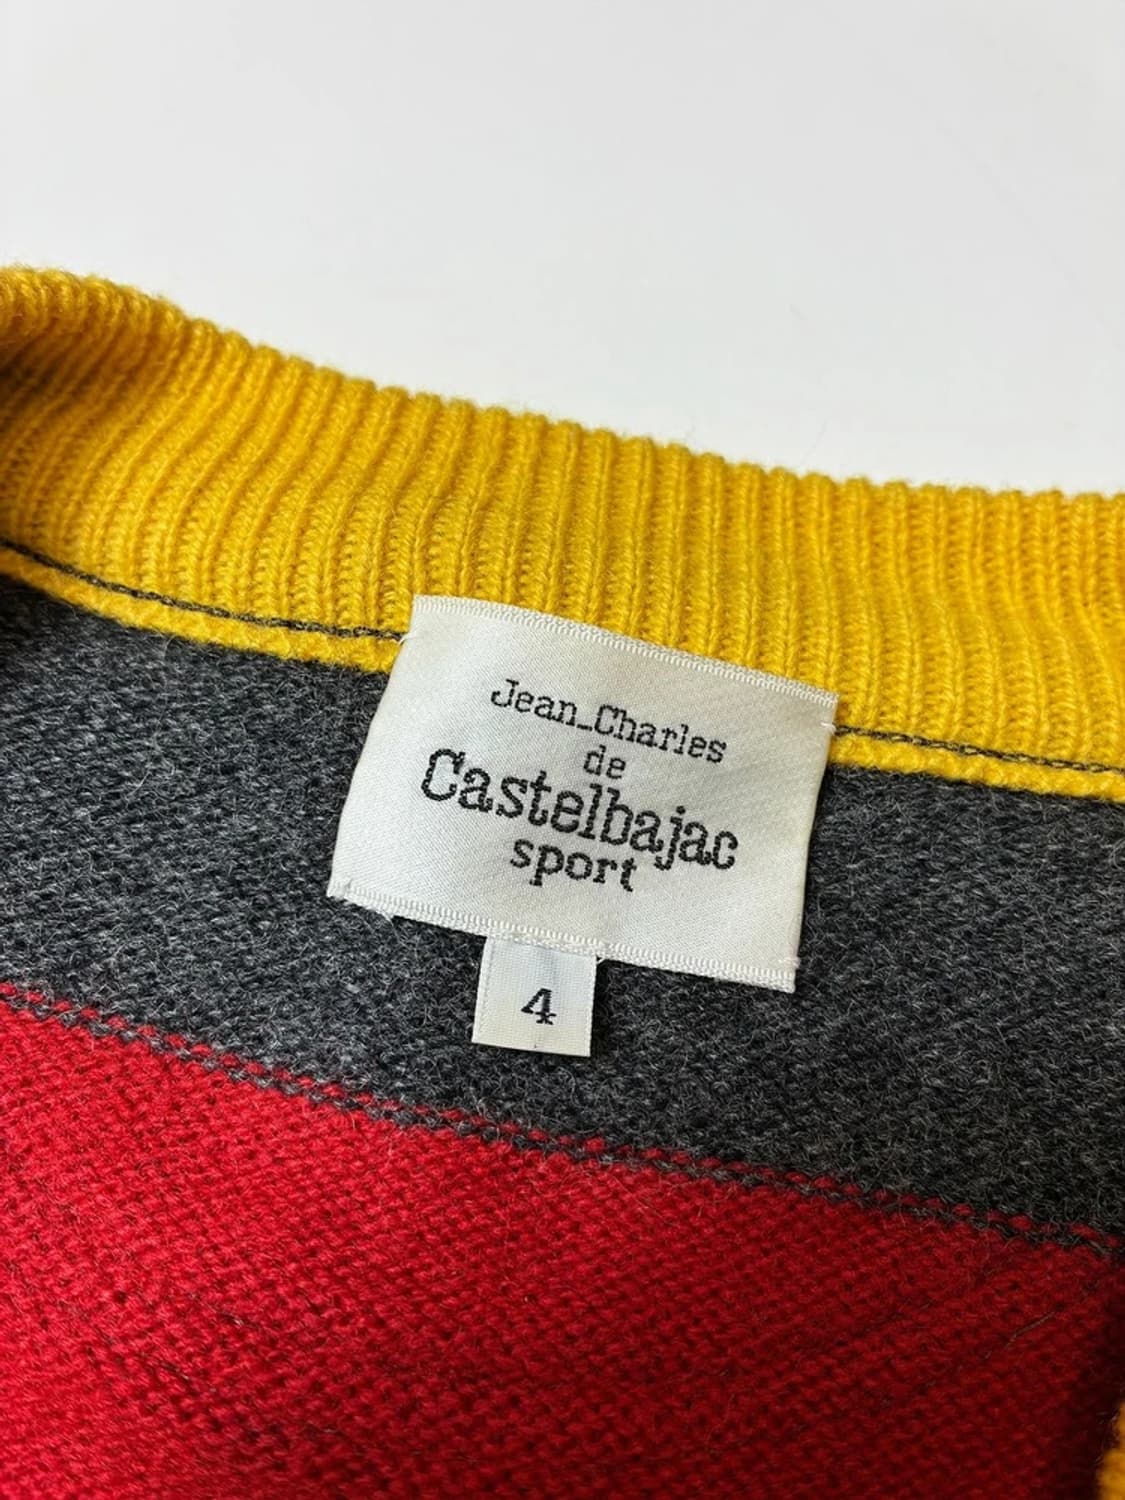 Jean_Charles
de
Castelbajac
sport
4